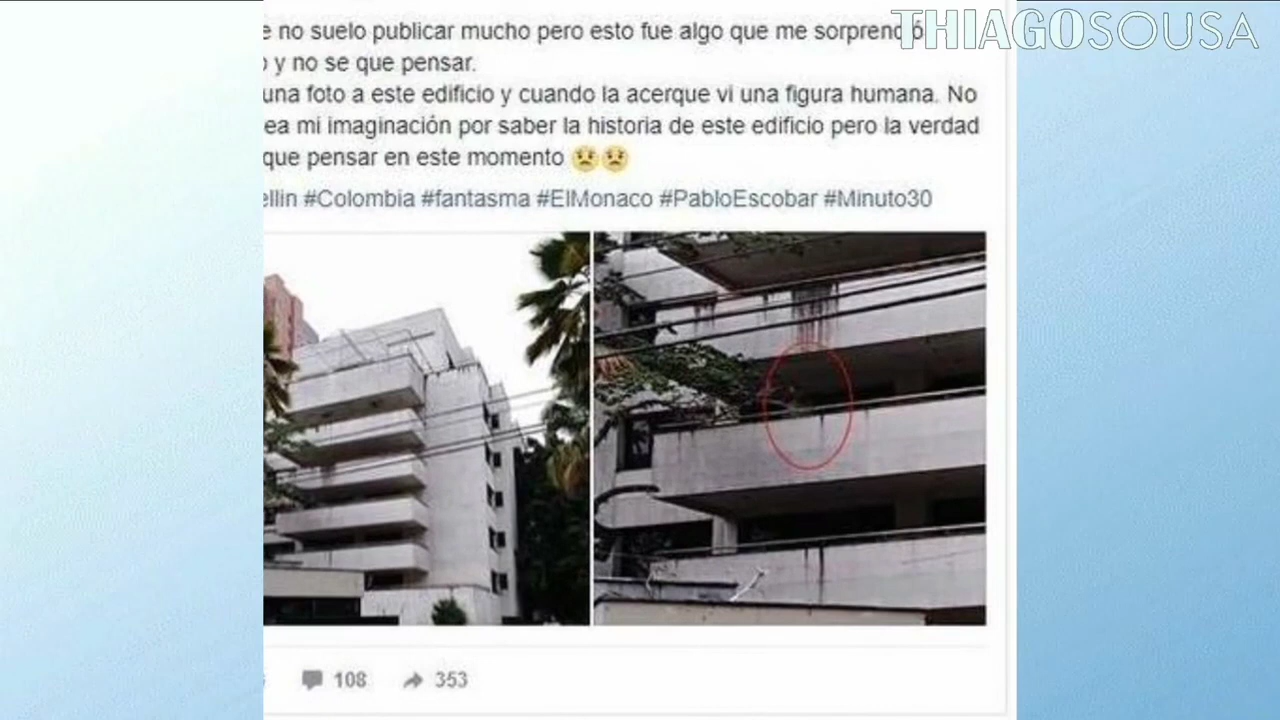 THIAGOSOUSA
e no suelo publicar mucho pero esto fue algo que me sorprendió
o y no se que pensar.
una foto a este edificio y cuando la acerque vi una figura humana. No
ea mi imaginación por saber la historia de este edificio pero la verdad
que pensar en este momento 😟😟
ellin #Colombia #fantasma #ElMonaco #PabloEscobar #Minuto30
108 353